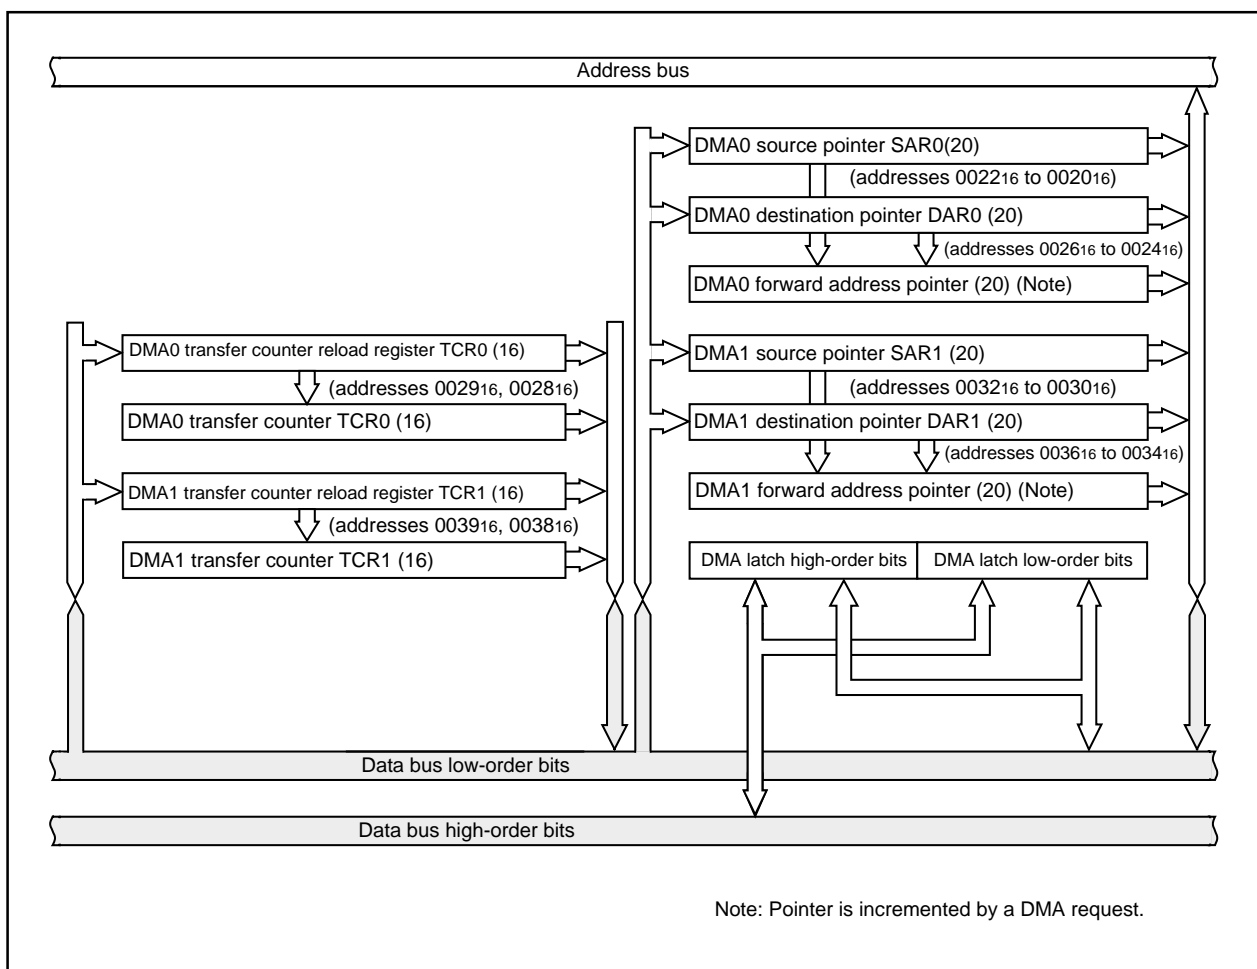 Address bus
DMA0 source pointer SAR0(20)
(addresses 002216 to 002016)
DMA0 destination pointer DAR0 (20)
(addresses 002616 to 002416)
DMA0 forward address pointer (20) (Note)
DMA0 transfer counter reload register TCR0 (16)
(addresses 002916, 002816)
DMA0 transfer counter TCR0 (16)
DMA1 transfer counter reload register TCR1 (16)
(addresses 003916, 003816)
DMA1 transfer counter TCR1 (16)
DMA1 source pointer SAR1 (20)
(addresses 003216 to 003016)
DMA1 destination pointer DAR1 (20)
(addresses 003616 to 003416)
DMA1 forward address pointer (20) (Note)
DMA latch high-order bits
DMA latch low-order bits
Data bus low-order bits
Data bus high-order bits
Note: Pointer is incremented by a DMA request.